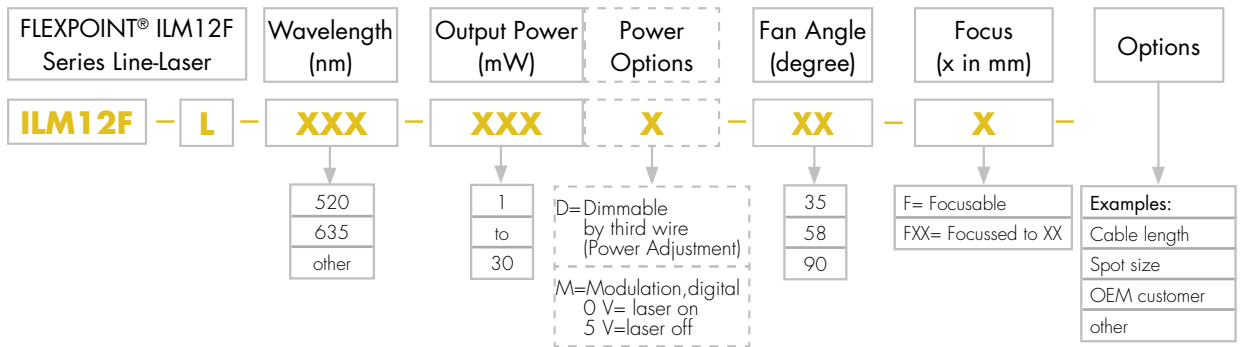 FLEXPOINT® ILM12F
Series Line-Laser
Wavelength
(nm)
Output Power
(mW)
Power
Options
Fan Angle
(degree)
Focus
(x in mm)
Options
ILM12F – L – XXX – XXX X – XX – X –
520
635
other
1
to
30
D= Dimmable
by third wire
(Power Adjustment)
M=Modulation,digital
0 V= laser on
5 V=laser off
35
58
90
F= Focusable
FXX= Focussed to XX
Examples:
Cable length
Spot size
OEM customer
other